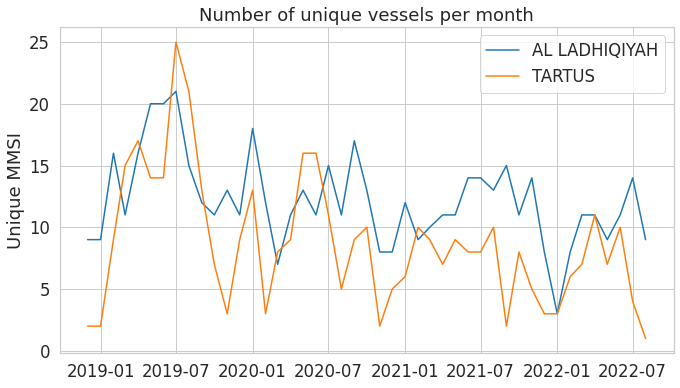 Number of unique vessels per month
AL LADHIQIYAH
TARTUS
Unique MMSI
25
20
15
10
5
0
2019-01 2019-07 2020-01 2020-07 2021-01 2021-07 2022-01 2022-07